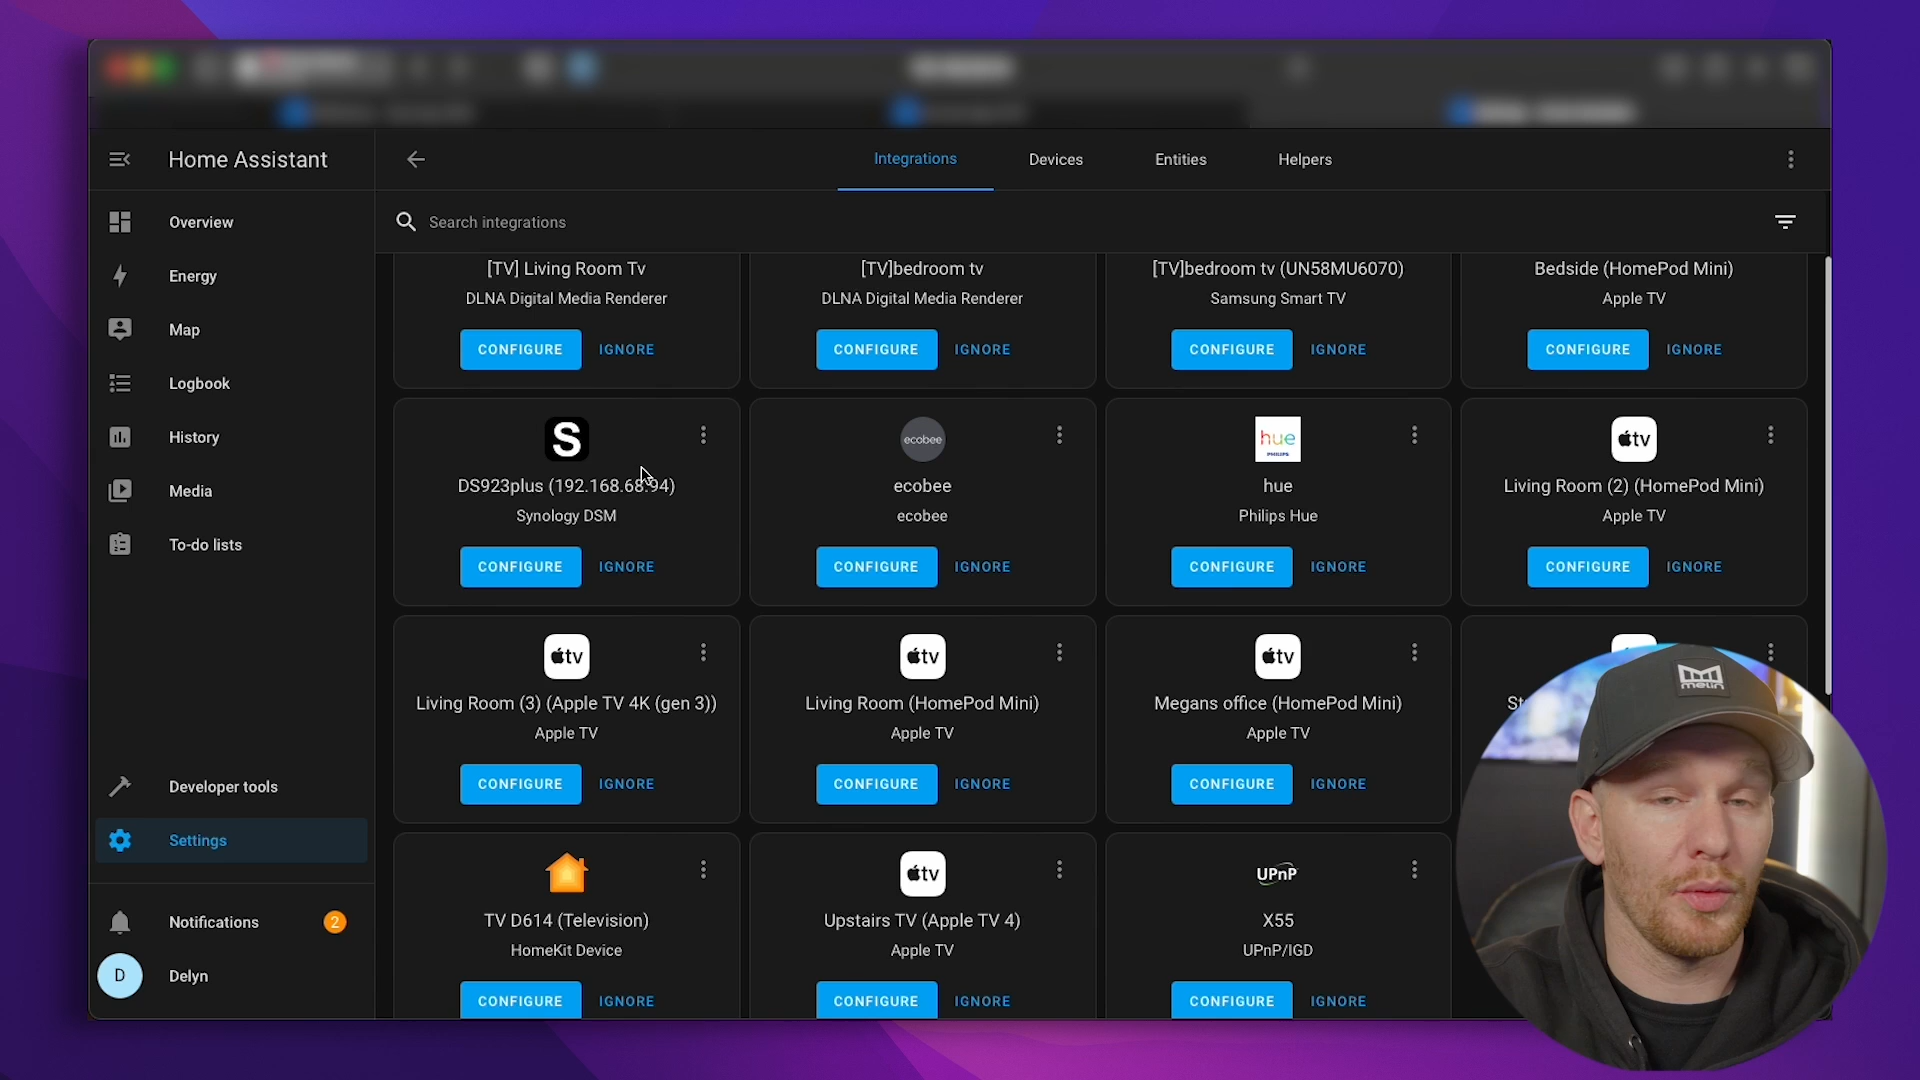 Home Assistant
Integrations
Devices
Entities
Helpers
Search integrations
Overview
Energy
Map
Logbook
History
Media
To-do lists
Developer tools
Settings
Notifications
2
D
Delyn
[TV] Living Room Tv
DLNA Digital Media Renderer
CONFIGURE
IGNORE
[TV]bedroom tv
DLNA Digital Media Renderer
CONFIGURE
IGNORE
[TV]bedroom tv (UN58MU6070)
Samsung Smart TV
CONFIGURE
IGNORE
Bedside (HomePod Mini)
Apple TV
CONFIGURE
IGNORE
S
DS923plus (192.168.68.94)
Synology DSM
CONFIGURE
IGNORE
ecobee
ecobee
ecobee
CONFIGURE
IGNORE
hue
PHILIPS
hue
Philips Hue
CONFIGURE
IGNORE
tv
Living Room (2) (HomePod Mini)
Apple TV
CONFIGURE
IGNORE
tv
Living Room (3) (Apple TV 4K (gen 3))
Apple TV
CONFIGURE
IGNORE
tv
Living Room (HomePod Mini)
Apple TV
CONFIGURE
IGNORE
tv
Megans office (HomePod Mini)
Apple TV
CONFIGURE
IGNORE
TV D614 (Television)
HomeKit Device
CONFIGURE
IGNORE
tv
Upstairs TV (Apple TV 4)
Apple TV
CONFIGURE
IGNORE
UPnP
X55
UPnP/IGD
CONFIGURE
IGNORE
melin